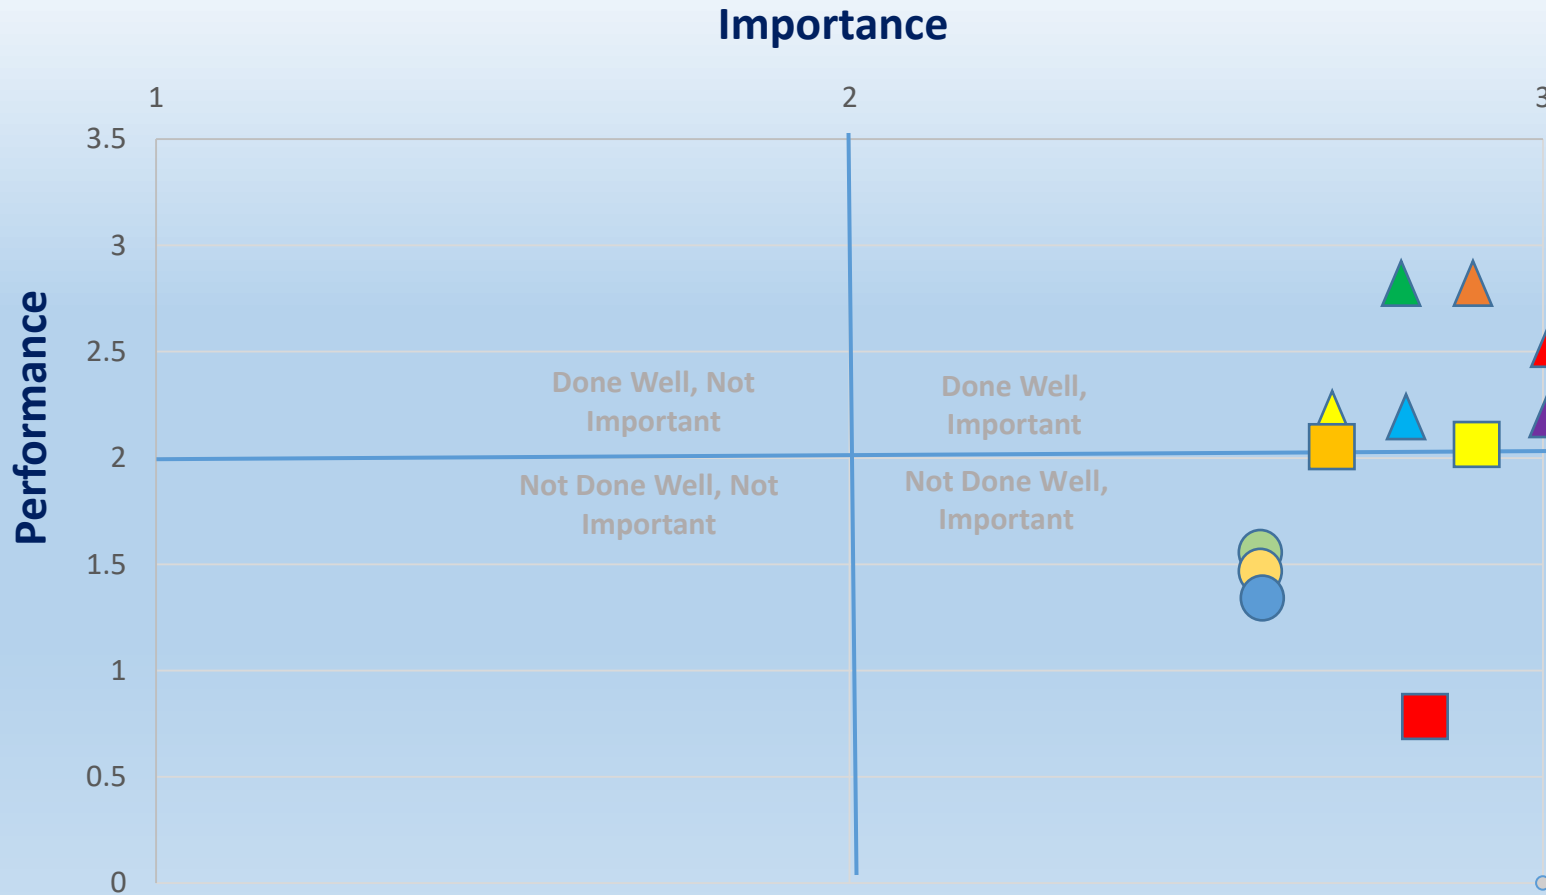 Importance
1
2
3
3.5
3
2.5
2
1.5
1
0.5
0
Performance
Done Well, Not
Important
Done Well,
Important
Not Done Well, Not
Important
Not Done Well,
Important